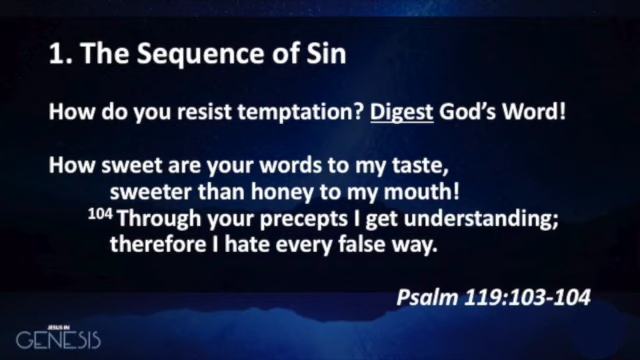 1. The Sequence of Sin
How do you resist temptation? Digest God's Word!
How sweet are your words to my taste,
sweeter than honey to my mouth!
104 Through your precepts I get understanding;
therefore I hate every false way.
Psalm 119:103-104
JESUS IN
GENESIS